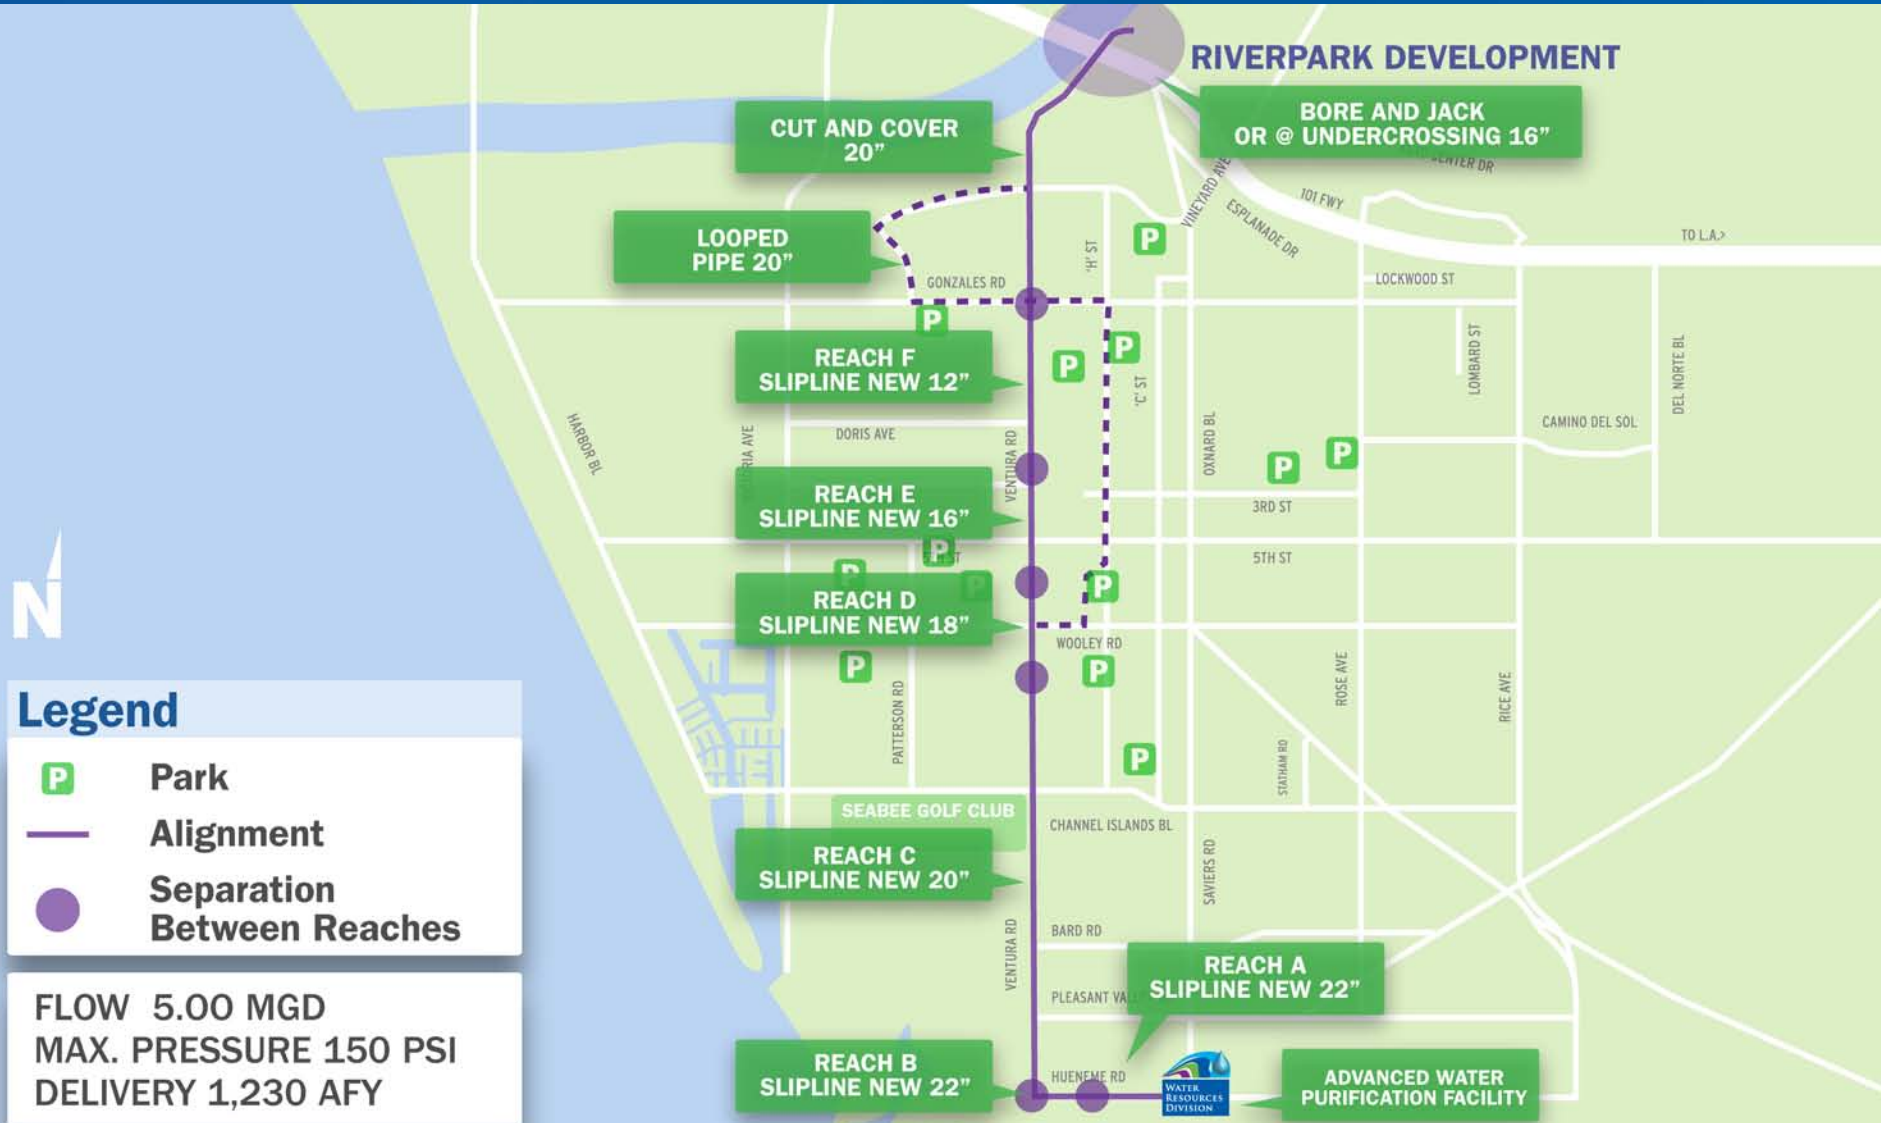 RIVERPARK DEVELOPMENT
BORE AND JACK
OR @ UNDERCROSSING 16”
CUT AND COVER
20”
CENTER DR
VINEYARD AVE
101 FWY
ESPLANADE DR
TO L.A.>
LOOPED
PIPE 20”
'H' ST
P
GONZALES RD
LOCKWOOD ST
P
P
P
REACH F
SLIPLINE NEW 12”
'C' ST
LOMBARD ST
DEL NORTE BL
HARBOR BL
DORIS AVE
VENTURA RD
OXNARD BL
CAMINO DEL SOL
P
P
REACH E
SLIPLINE NEW 16”
3RD ST
P
ST
5TH ST
P
P
P
REACH D
SLIPLINE NEW 18”
WOOLEY RD
P
P
PATTERSON RD
ROSE AVE
RICE AVE
P
STATHAM RD
SEABEE GOLF CLUB
CHANNEL ISLANDS BL
REACH C
SLIPLINE NEW 20”
SAVIERS RD
VENTURA RD
BARD RD
REACH A
SLIPLINE NEW 22”
PLEASANT
REACH B
SLIPLINE NEW 22”
HUENEME RD
WATER
RESOURCES
DIVISION
ADVANCED WATER
PURIFICATION FACILITY
N
Legend
P Park
Alignment
Separation
Between Reaches
FLOW 5.00 MGD
MAX. PRESSURE 150 PSI
DELIVERY 1,230 AFY